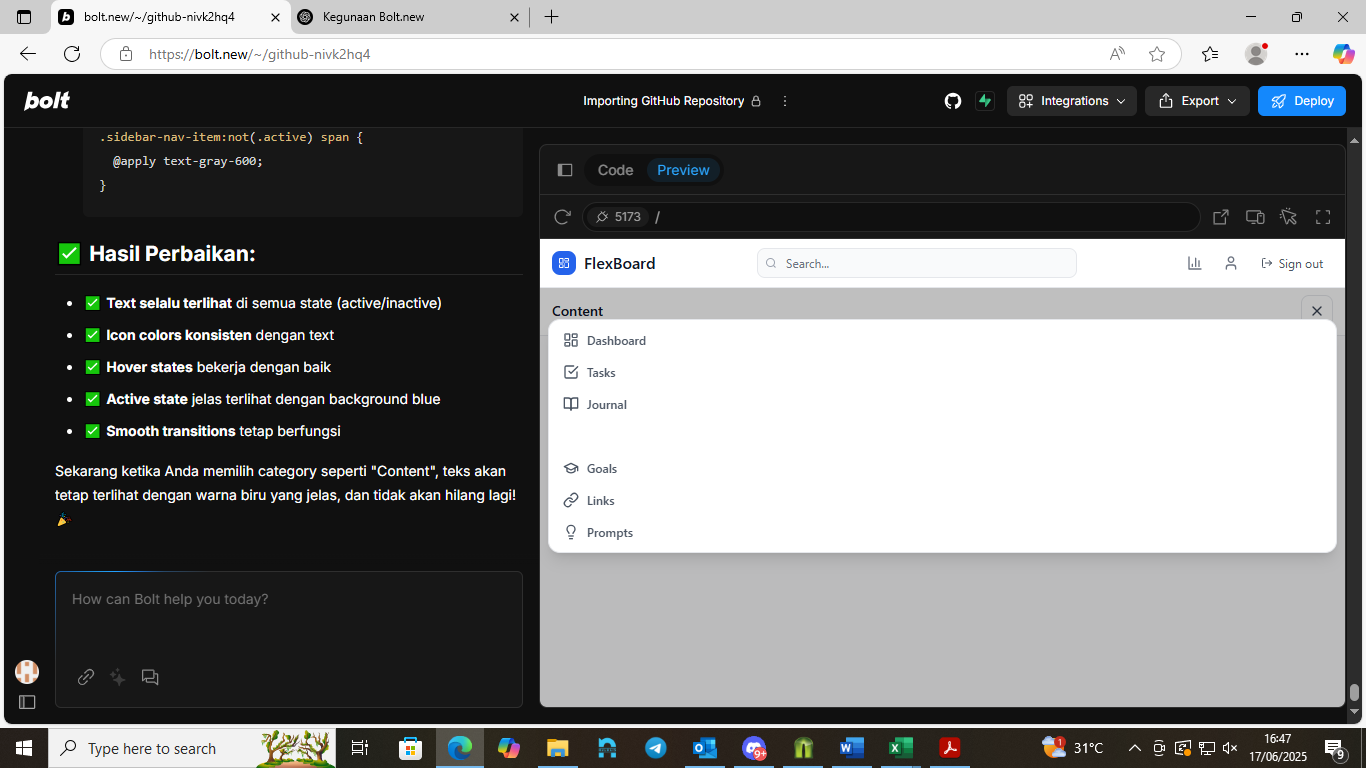 bolt.new/~/github-nivk2hq4
Kegunaan Bolt.new
https://bolt.new/~/github-nivk2hq4
bolt
Importing GitHub Repository
Integrations
Export
Deploy
.sidebar-nav-item:not(.active) span {
@apply text-gray-600;
}
✅ Hasil Perbaikan:
• ✅ Text selalu terlihat di semua state (active/inactive)
• ✅ Icon colors konsisten dengan text
• ✅ Hover states bekerja dengan baik
• ✅ Active state jelas terlihat dengan background blue
• ✅ Smooth transitions tetap berfungsi
Sekarang ketika Anda memilih category seperti "Content", teks akan
tetap terlihat dengan warna biru yang jelas, dan tidak akan hilang lagi!
🎉
How can Bolt help you today?
Code
Preview
5173 /
FlexBoard
Search...
Sign out
Content
Dashboard
Tasks
Journal
Goals
Links
Prompts
Type here to search
9+
1
31°C
16:47
17/06/2025
9